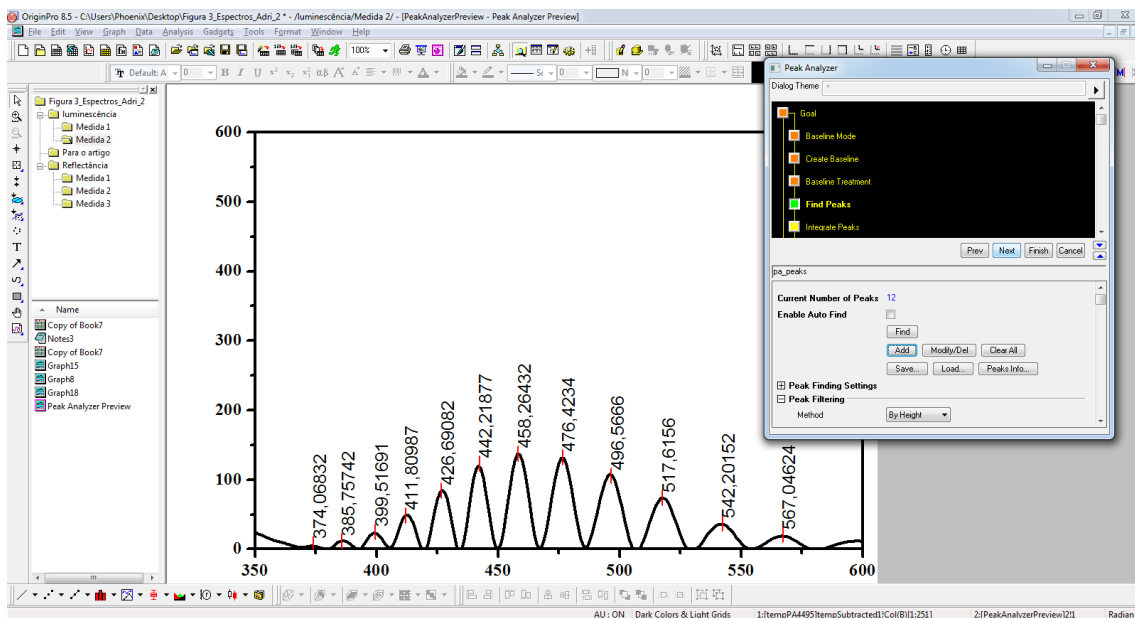 OriginPro 8.5 - C:\Users\Phoenix\Desktop\Figura 3_Espectros_Adri_2 * - /luminescência/Medida 2/ - [PeakAnalyzerPreview - Peak Analyzer Preview]
File Edit View Graph Data Analysis Gadgets Tools Format Window Help
100%
Default: A 0 B I U
0 N 0
Figura 3_Espectros_Adri_2
luminescência
Medida 1
Medida 2
Para o artigo
Reflectância
Medida 1
Medida 2
Medida 3
Name
Copy of Book7
Notes3
Copy of Book7
Graph15
Graph8
Graph18
Peak Analyzer Preview
600
500
400
300
200
100
0
350 400 450 500 550 600
374,06832
385,75742
399,51691
411,80987
426,69082
442,21877
458,26432
476,4234
496,5666
517,6156
542,20152
567,04624
Peak Analyzer
Dialog Theme *
Goal
Baseline Mode
Create Baseline
Baseline Treatment
Find Peaks
Integrate Peaks
Prev Next Finish Cancel
pa_peaks
Current Number of Peaks 12
Enable Auto Find
Find
Add Modify/Del Clear All
Save... Load... Peaks Info...
Peak Finding Settings
Peak Filtering
Method By Height
AU : ON Dark Colors & Light Grids 1:[tempPA4495]tempSubtracted1!Col(B)[1:251] 2:[PeakAnalyzerPreview]2!1 Radian